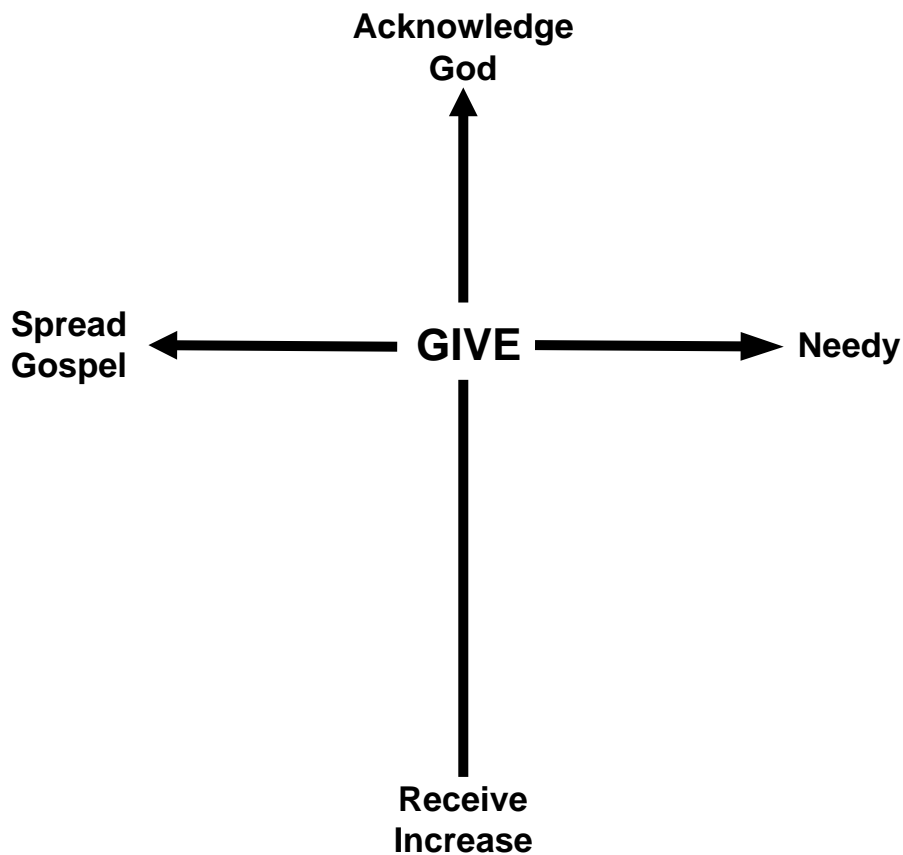 Acknowledge
God
Spread
Gospel
GIVE
Needy
Receive
Increase